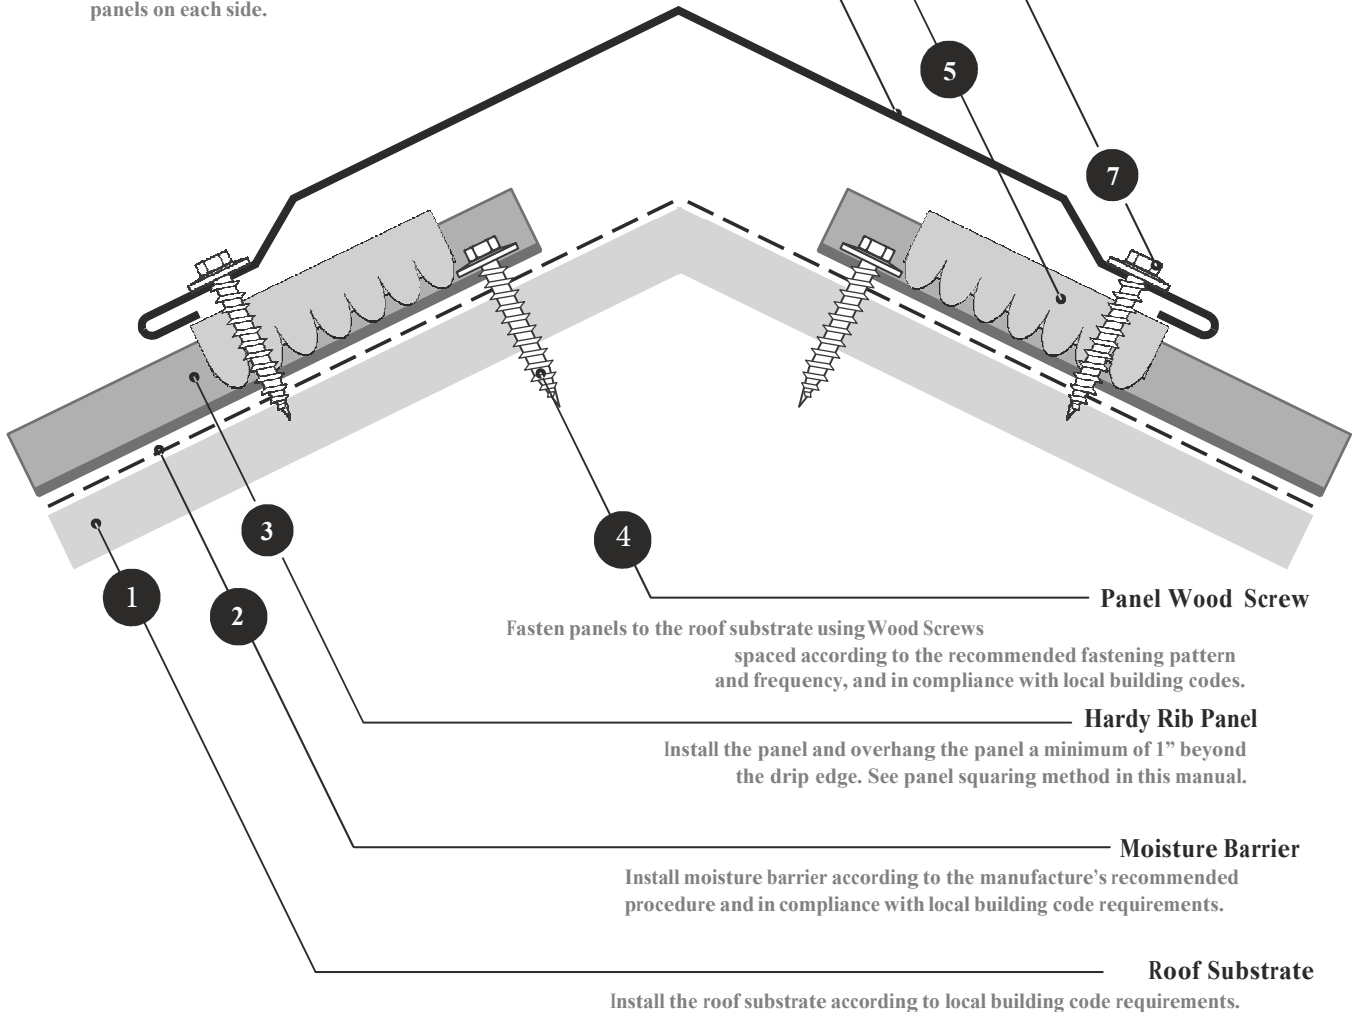 panels on each side.
5
7
3
4
1
2
Panel Wood Screw
Fasten panels to the roof substrate using Wood Screws
spaced according to the recommended fastening pattern
and frequency, and in compliance with local building codes.
Hardy Rib Panel
Install the panel and overhang the panel a minimum of 1” beyond
the drip edge. See panel squaring method in this manual.
Moisture Barrier
Install moisture barrier according to the manufacture’s recommended
procedure and in compliance with local building code requirements.
Roof Substrate
Install the roof substrate according to local building code requirements.